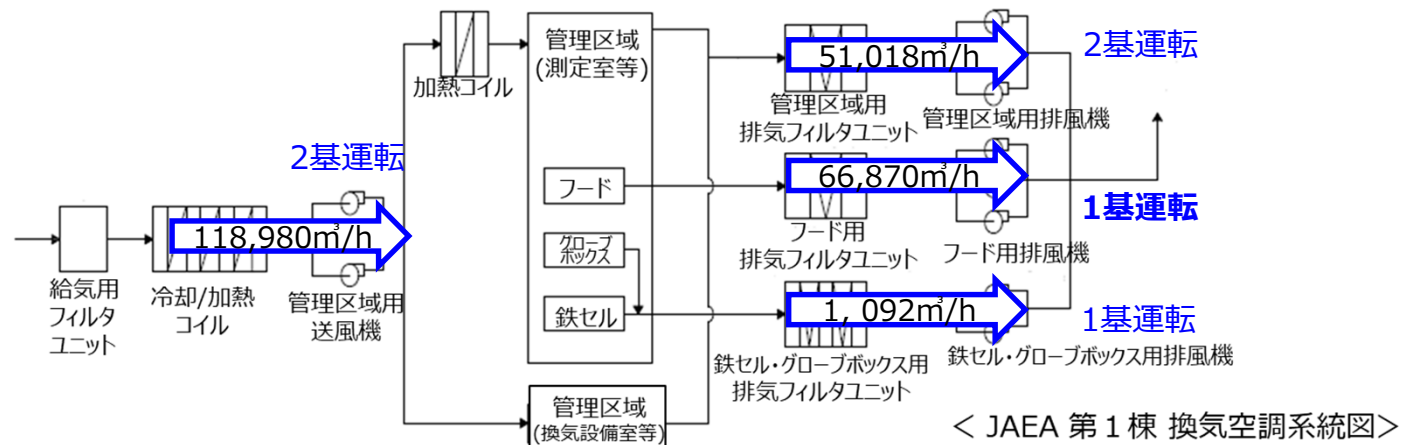 加熱コイル
管理区域
(測定室等)
51,018㎥/h
2基運転
管理区域用
排気フィルタユニット
管理区域用排風機
2基運転
フード
66,870㎥/h
1基運転
フード用
排気フィルタユニット
フード用排風機
118,980㎥/h
給気用
フィルタ
ユニット
冷却/加熱
コイル
管理区域用
送風機
グローブ
ボックス
鉄セル
1, 092㎥/h
1基運転
鉄セル・グローブボックス用
排気フィルタユニット
鉄セル・グローブボックス用排風機
管理区域
(換気設備室等)
< JAEA 第1棟 換気空調系統図>